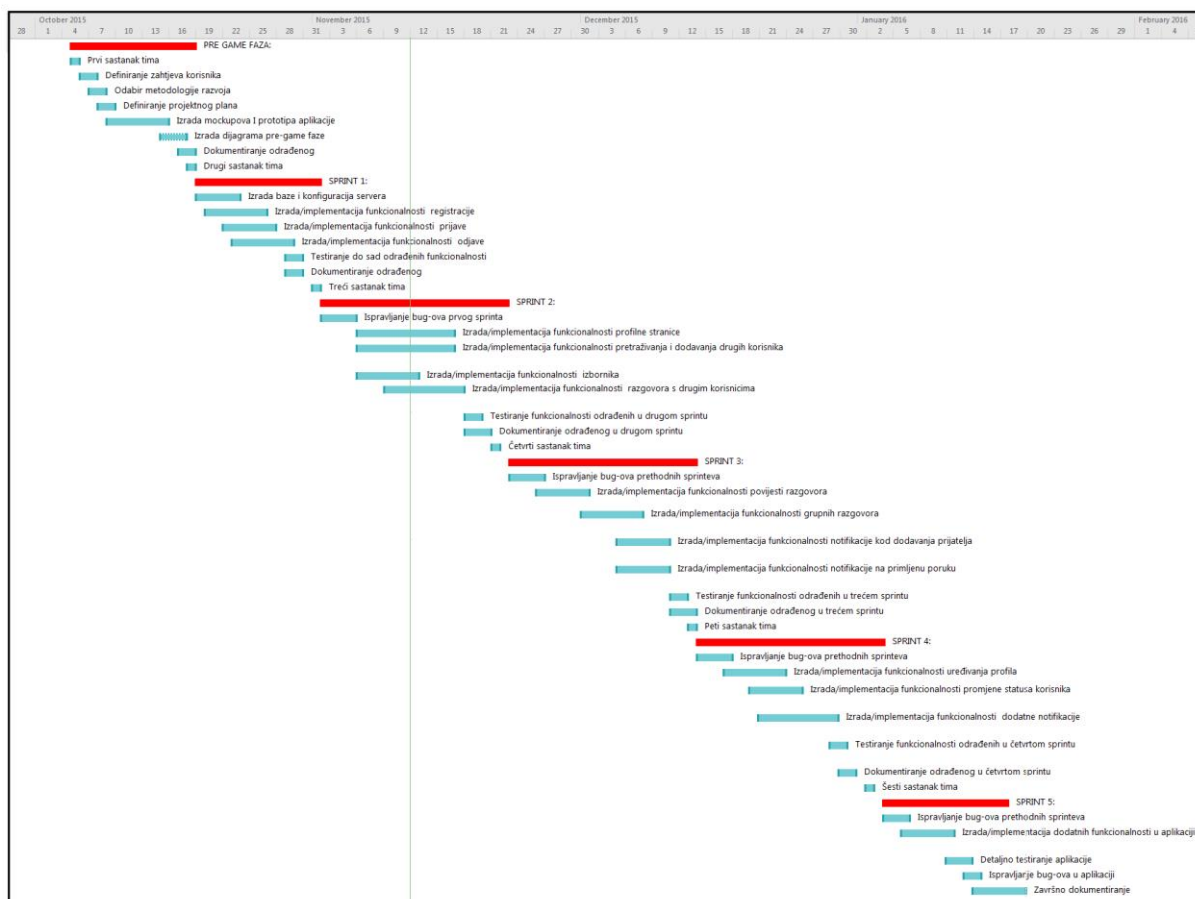 October 2015 November 2015 December 2015 January 2016 February 2016
28 1 4 7 10 13 16 19 22 25 28 31 3 6 9 12 15 18 21 24 27 30 3 6 9 12 15 18 21 24 27 30 2 5 8 11 14 17 20 23 26 29 1 4
PRE GAME FAZA:
Prvi sastanak tima
Definiranje zahtjeva korisnika
Odabir metodologije razvoja
Definiranje projektnog plana
Izrada mockupova I prototipa aplikacije
Izrada dijagrama pre-game faze
Dokumentiranje odrađenog
Drugi sastanak tima
SPRINT 1:
Izrada baze i konfiguracija servera
Izrada/implementacija funkcionalnosti registracije
Izrada/implementacija funkcionalnosti prijave
Izrada/implementacija funkcionalnosti odjave
Testiranje do sad odrađenih funkcionalnosti
Dokumentiranje odrađenog
Treći sastanak tima
SPRINT 2:
Ispravljanje bug-ova prvog sprinta
Izrada/implementacija funkcionalnosti profilne stranice
Izrada/implementacija funkcionalnosti pretraživanja i dodavanja drugih korisnika
Izrada/implementacija funkcionalnosti izbornika
Izrada/implementacija funkcionalnosti razgovora s drugim korisnicima
Testiranje funkcionalnosti odrađenih u drugom sprintu
Dokumentiranje odrađenog u drugom sprintu
Četvrti sastanak tima
SPRINT 3:
Ispravljanje bug-ova prethodnih sprinteva
Izrada/implementacija funkcionalnosti povijesti razgovora
Izrada/implementacija funkcionalnosti grupnih razgovora
Izrada/implementacija funkcionalnosti notifikacije kod dodavanja prijatelja
Izrada/implementacija funkcionalnosti notifikacije na primljenu poruku
Testiranje funkcionalnosti odrađenih u trećem sprintu
Dokumentiranje odrađenog u trećem sprintu
Peti sastanak tima
SPRINT 4:
Ispravljanje bug-ova prethodnih sprinteva
Izrada/implementacija funkcionalnosti uređivanja profila
Izrada/implementacija funkcionalnosti promjene statusa korisnika
Izrada/implementacija funkcionalnosti dodatne notifikacije
Testiranje funkcionalnosti odrađenih u četvrtom sprintu
Dokumentiranje odrađenog u četvrtom sprintu
Šesti sastanak tima
SPRINT 5:
Ispravljanje bug-ova prethodnih sprinteva
Izrada/implementacija dodatnih funkcionalnosti u aplikaciji
Detaljno testiranje aplikacije
Ispravljanje bug-ova u aplikaciji
Završno dokumentiranje